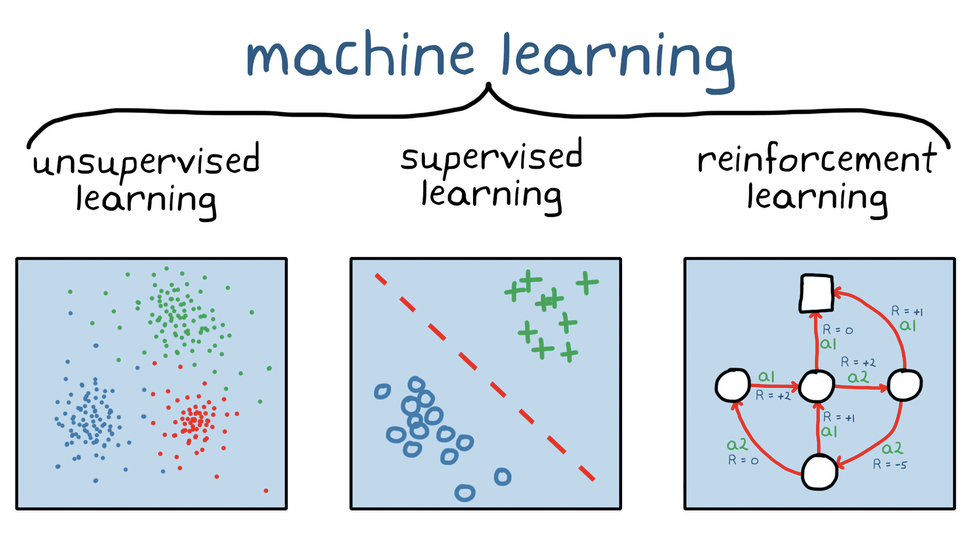 machine learning
unsupervised
learning
supervised
learning
reinforcement
learning
R = +1
a1
R = 0
a1
R = +2
a1
a2
R = +2
R = +1
a1
a2
R = 0
a2
R = -5